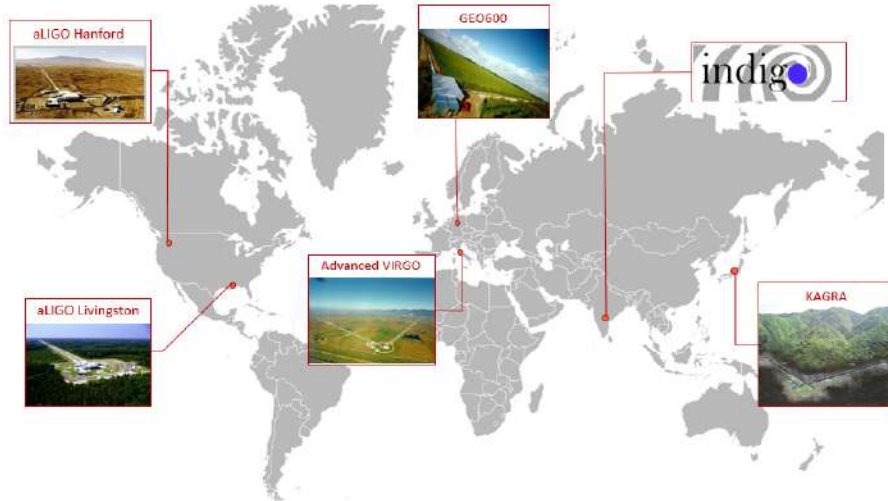 aLIGO Hanford
GEO600
indigo
Advanced VIRGO
aLIGO Livingston
KAGRA